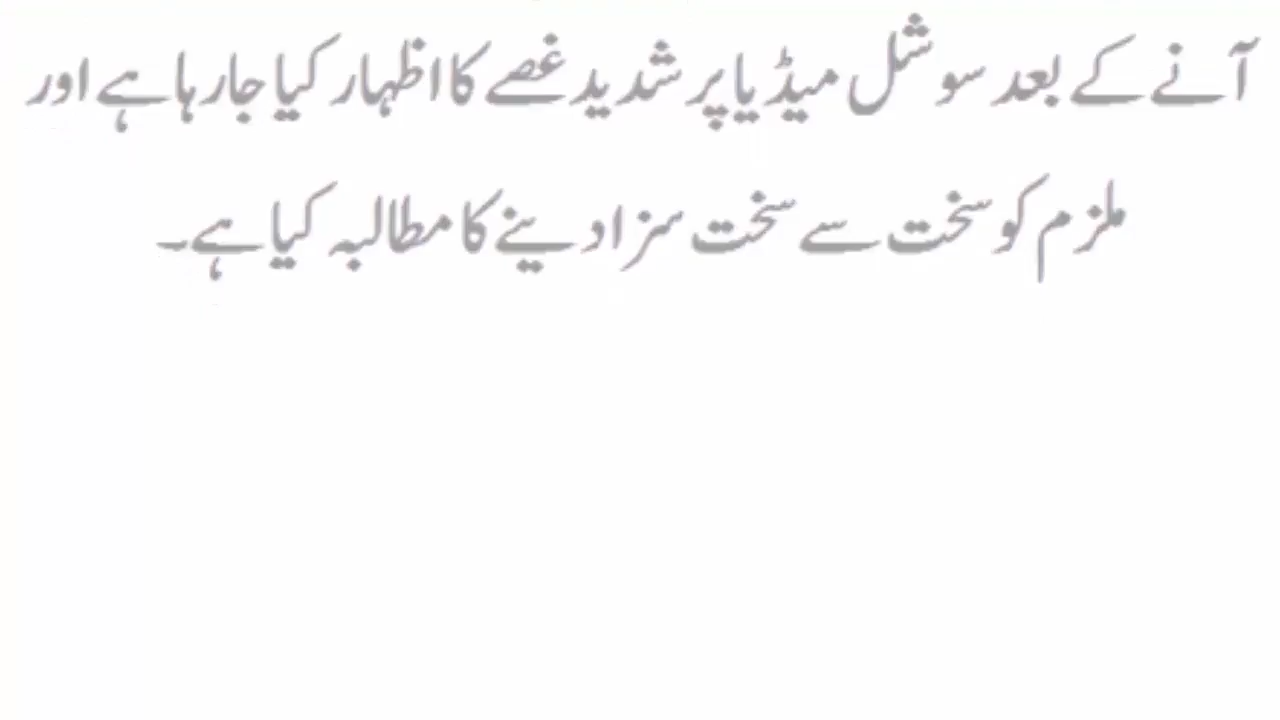 آنے کے بعد سوشل میڈیا پر شدید غصے کا اظہار کیا جا رہا ہے اور
ملزم کو سخت سے سخت سزا دینے کا مطالبہ کیا ہے۔